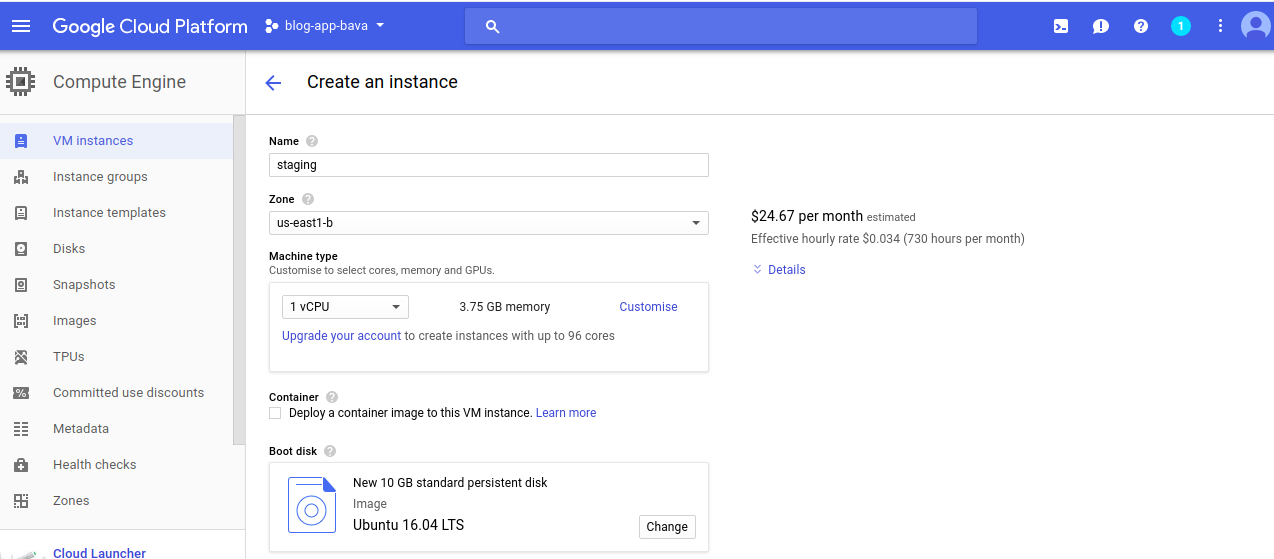 Google Cloud Platform
blog-app-bava
1
Compute Engine
Create an instance
VM instances
Instance groups
Instance templates
Disks
Snapshots
Images
TPUs
Committed use discounts
Metadata
Health checks
Zones
Cloud Launcher
Name
staging
Zone
us-east1-b
Machine type
Customise to select cores, memory and GPUs.
1 vCPU 3.75 GB memory Customise
Upgrade your account to create instances with up to 96 cores
Container
Deploy a container image to this VM instance. Learn more
Boot disk
New 10 GB standard persistent disk
Image
Ubuntu 16.04 LTS
Change
$24.67 per month estimated
Effective hourly rate $0.034 (730 hours per month)
Details